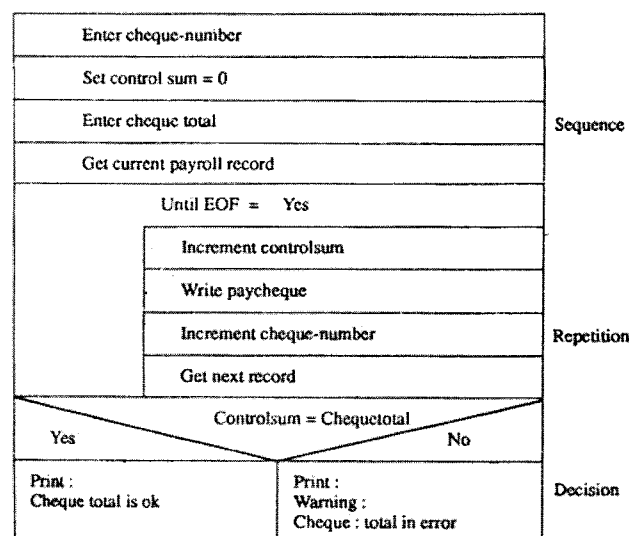 Enter cheque-number
Set control sum = 0
Enter cheque total
Sequence
Get current payroll record
Until EOF = Yes
Increment controlsum
Write paycheque
Increment cheque-number
Repetition
Get next record
Controlsum = Chequetotal
Yes
No
Print :
Cheque total is ok
Print :
Warning :
Cheque : total in error
Decision